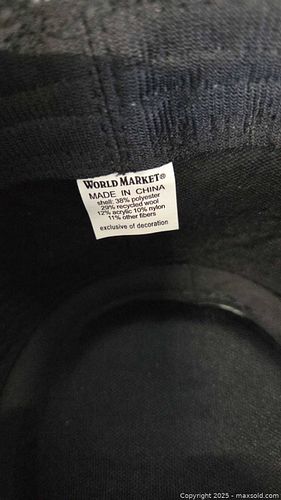 WORLD MARKET®
MADE IN CHINA
shell: 38% polyester
29% recycled wool
12% acrylic 10% nylon
11% other fibers
exclusive of decoration
Copyright 2025 - maxsold.com